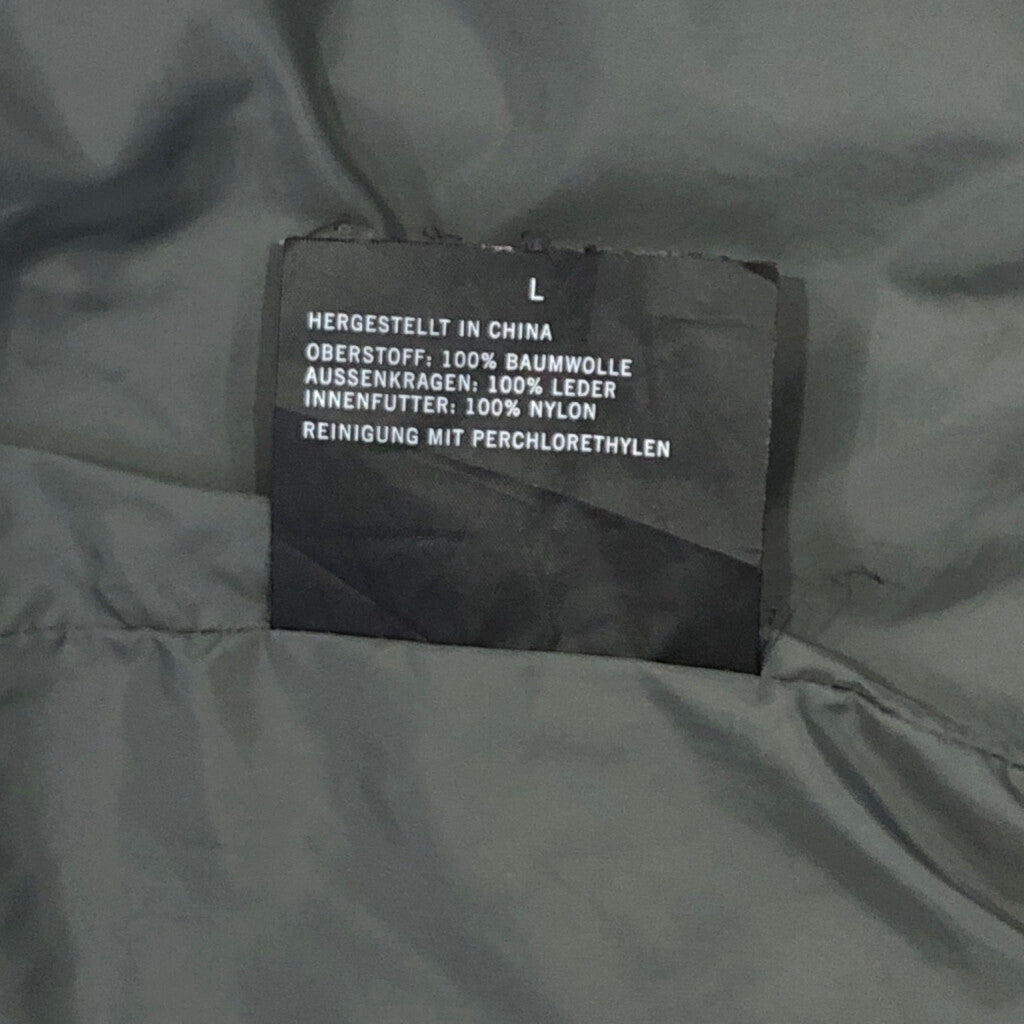 L
HERGESTELLT IN CHINA
OBERSTOFF: 100% BAUMWOLLE
AUSSENKRAGEN: 100% LEDER
INNENFUTTER: 100% NYLON
REINIGUNG MIT PERCHLORETHYLEN